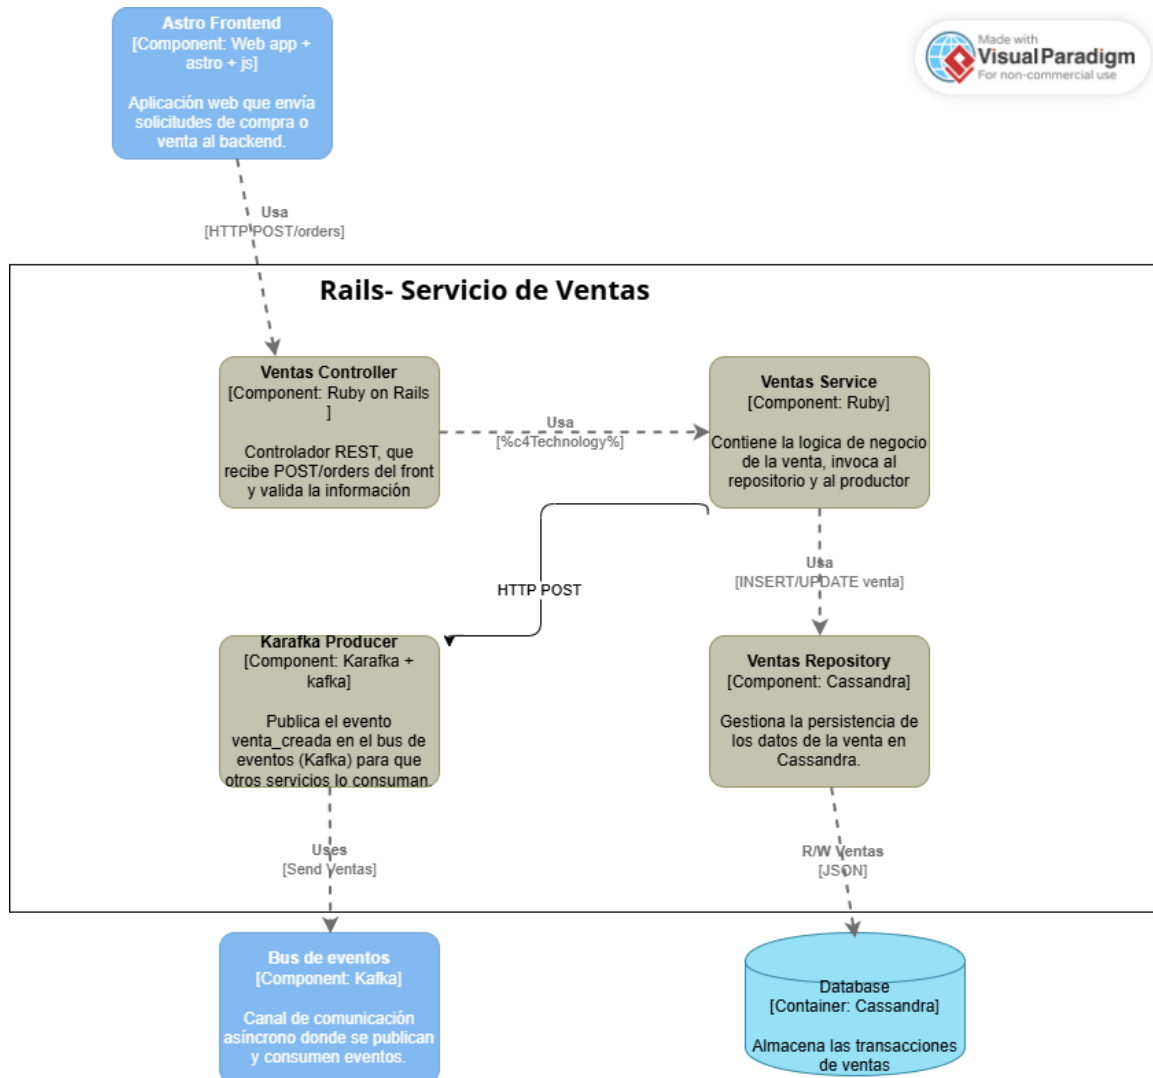 Astro Frontend
[Component: Web app +
astro + js]
Aplicación web que envía
solicitudes de compra o
venta al backend.
Made with
Visual Paradigm
For non-commercial use
Usa
[HTTP POST/orders]
Rails- Servicio de Ventas
Ventas Controller
[Component: Ruby on Rails
]
Controlador REST, que
recibe POST/orders del front
y valida la información
Usa
[%c4Technology%]
Ventas Service
[Component: Ruby]
Contiene la logica de negocio
de la venta, invoca al
repositorio y al productor
HTTP POST
Usa
[INSERT/UPDATE venta]
Karafka Producer
[Component: Karafka +
kafka]
Publica el evento
venta_creada en el bus de
eventos (Kafka) para que
otros servicios lo consuman.
Ventas Repository
[Component: Cassandra]
Gestiona la persistencia de
los datos de la venta en
Cassandra.
Uses
[Send Ventas]
R/W Ventas
[JSON]
Bus de eventos
[Component: Kafka]
Canal de comunicación
asíncrono donde se publican
y consumen eventos.
Database
[Container: Cassandra]
Almacena las transacciones
de ventas